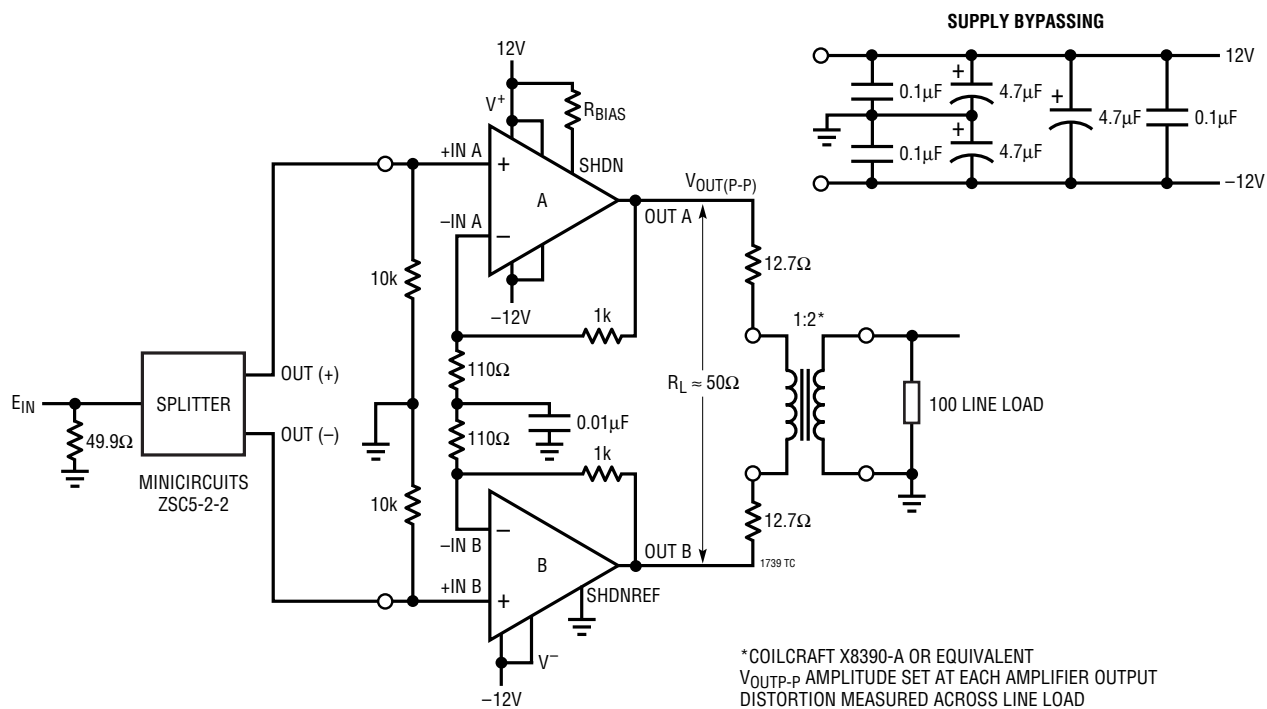 SUPPLY BYPASSING
12V
0.1µF
+
4.7µF
+
4.7µF
0.1µF
0.1µF
+
4.7µF
–12V
12V
V+
RBIAS
+IN A
+
SHDN
A
VOUT(P-P)
OUT A
–IN A
–
12.7Ω
10k
–12V
1k
1:2*
110Ω
RL ≈ 50Ω
OUT (+)
EIN
SPLITTER
100 LINE LOAD
0.01µF
49.9Ω
OUT (–)
110Ω
1k
MINICIRCUITS
ZSC5-2-2
10k
–
12.7Ω
–IN B
B
OUT B
1739 TC
+IN B
+
SHDNREF
V–
–12V
*COILCRAFT X8390-A OR EQUIVALENT
VOUTP-P AMPLITUDE SET AT EACH AMPLIFIER OUTPUT
DISTORTION MEASURED ACROSS LINE LOAD